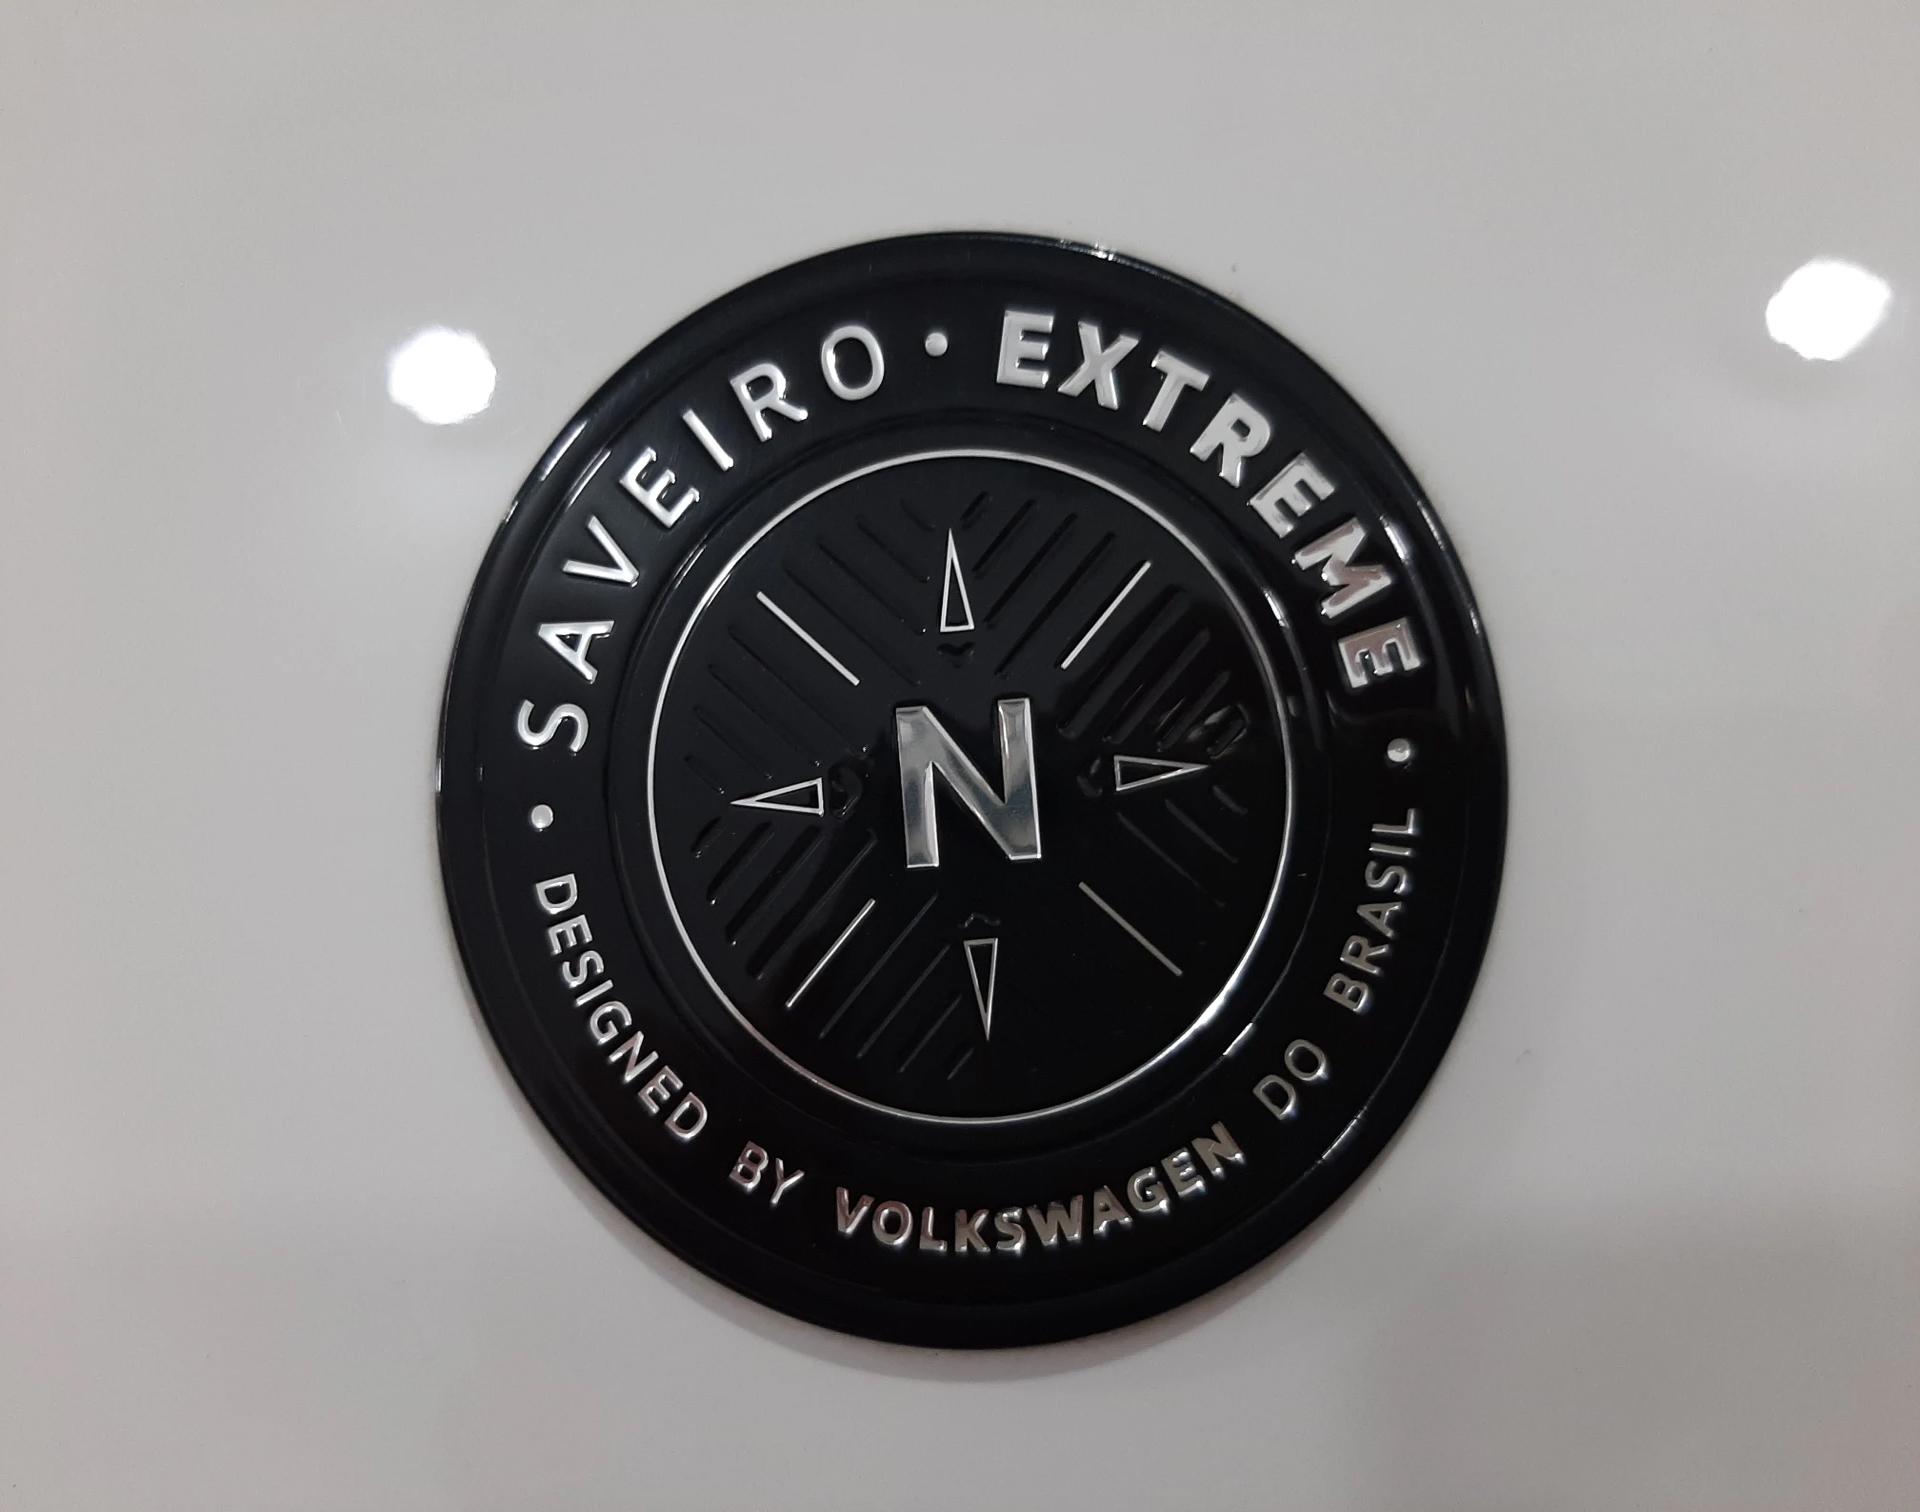 SAVEIRO • EXTREME •
• DESIGNED BY VOLKSWAGEN DO BRASIL
N